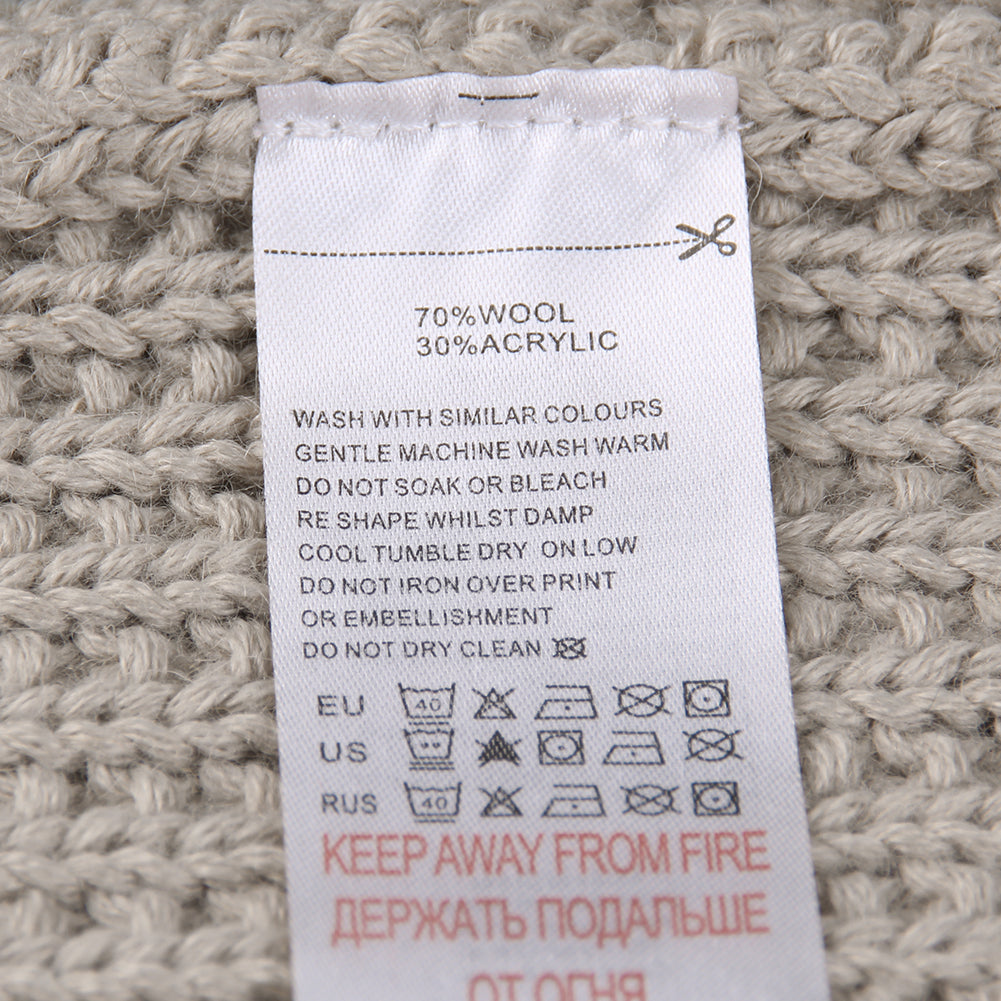 70%WOOL
30%ACRYLIC
WASH WITH SIMILAR COLOURS
GENTLE MACHINE WASH WARM
DO NOT SOAK OR BLEACH
RE SHAPE WHILST DAMP
COOL TUMBLE DRY ON LOW
DO NOT IRON OVER PRINT
OR EMBELLISHMENT
DO NOT DRY CLEAN
EU 40
US
RUS 40
KEEP AWAY FROM FIRE
ДЕРЖАТЬ ПОДАЛЬШЕ
ОТ ОГНЯ